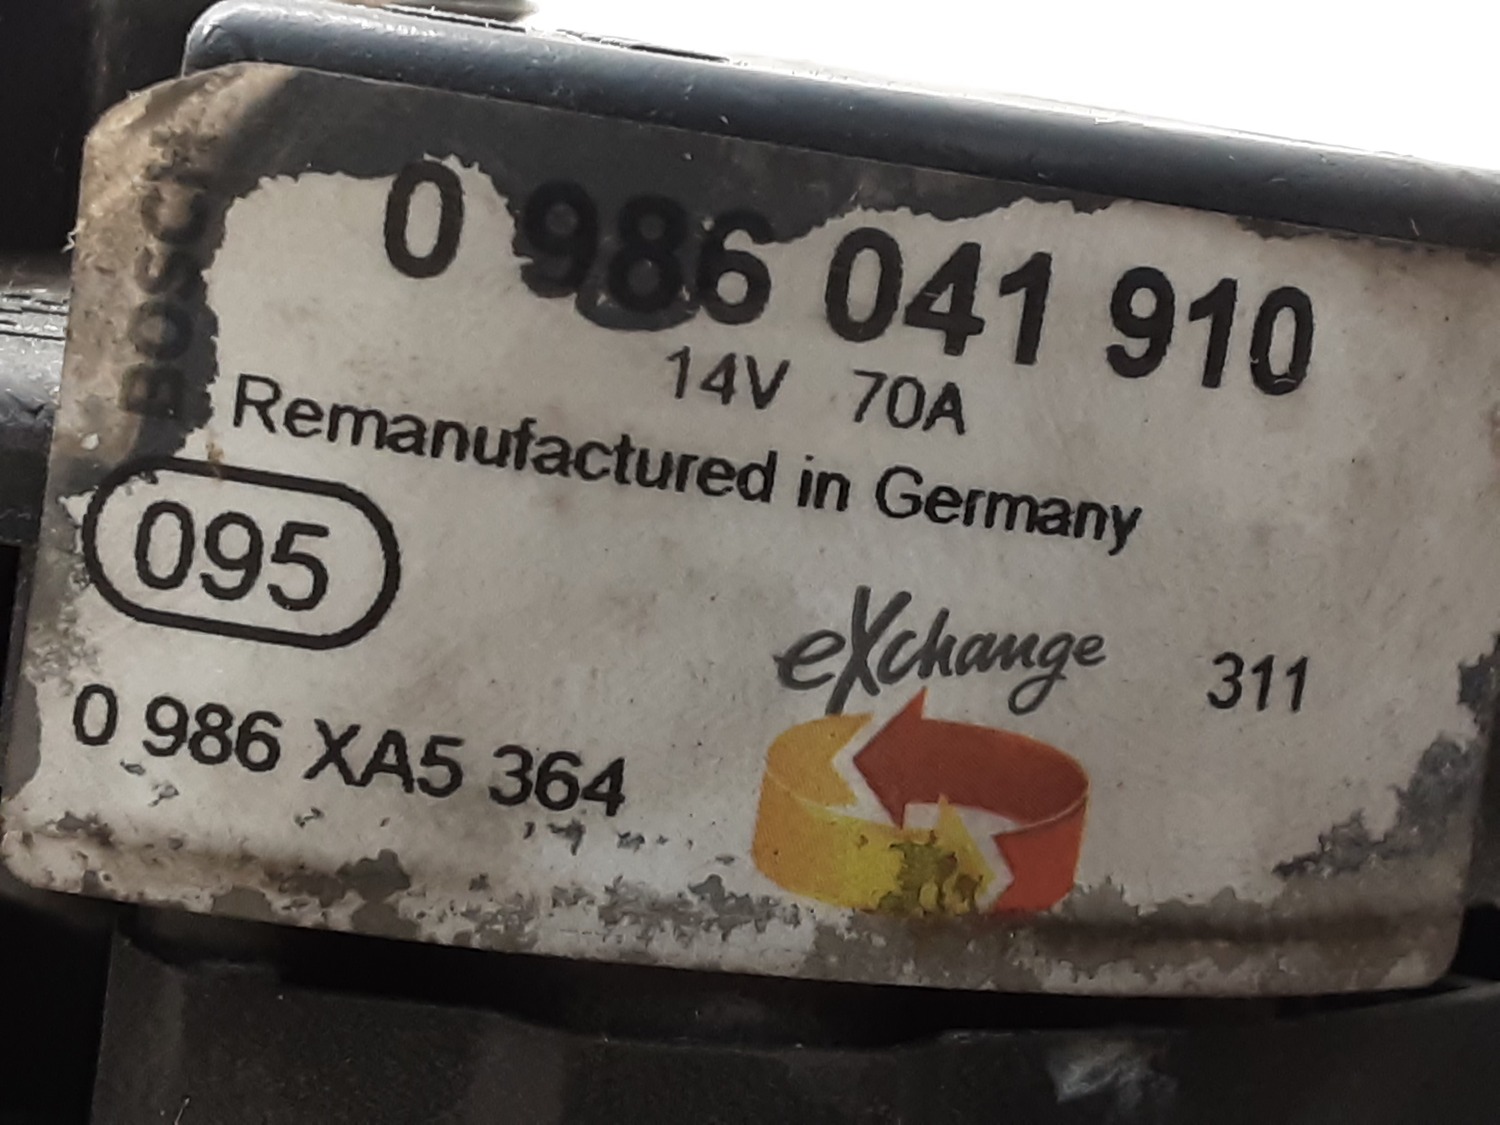 BOSCH
0 986 041 910
14V 70A
Remanufactured in Germany
095
eXchange
311
0 986 XA5 364